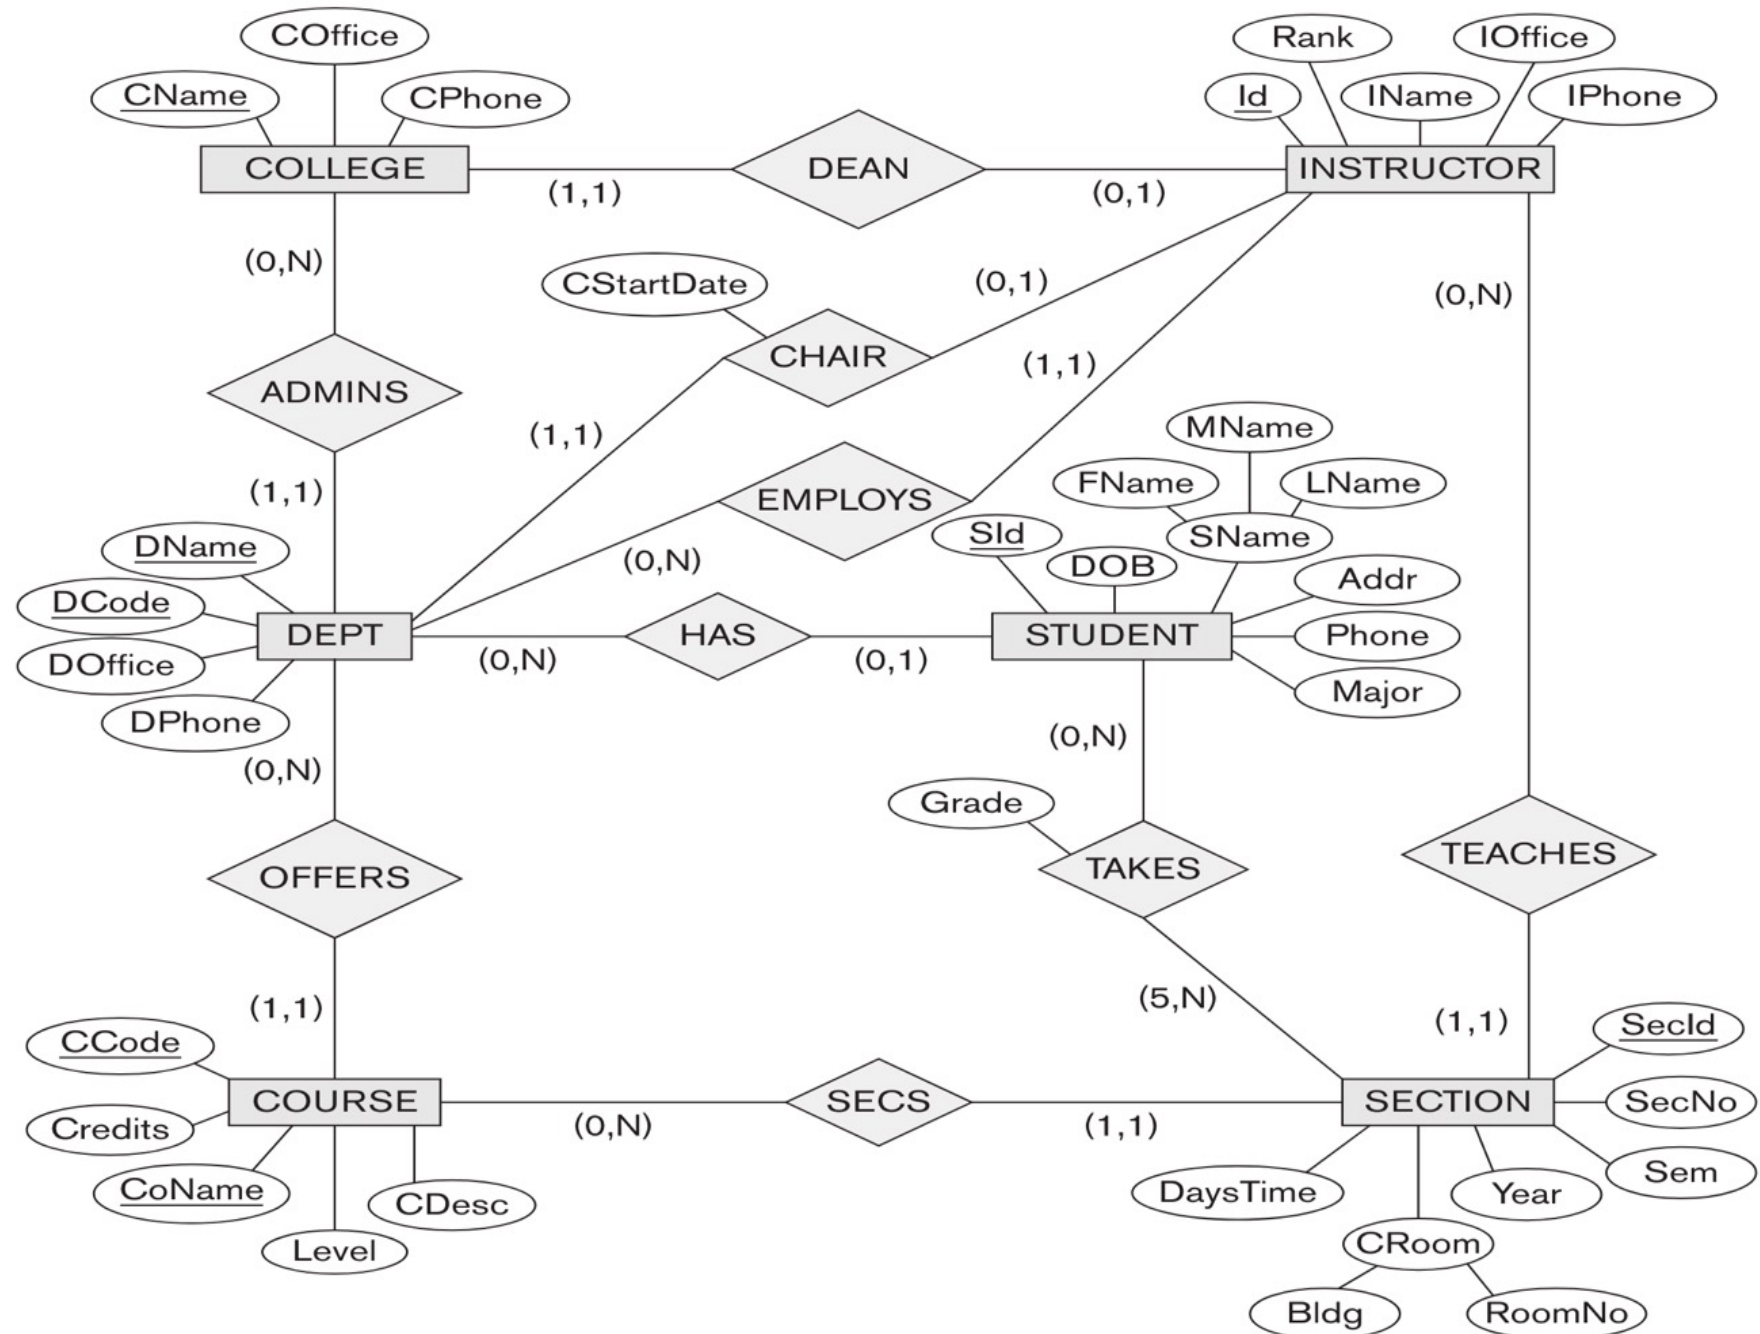 COffice
Rank
IOffice
CName
CPhone
Id
IName
IPhone
COLLEGE
DEAN
INSTRUCTOR
(1,1)
(0,1)
(0,N)
CStartDate
(0,1)
(0,N)
CHAIR
(1,1)
ADMINS
(1,1)
MName
(1,1)
FName
LName
EMPLOYS
SId
SName
DName
(0,N)
DOB
Addr
DCode
DEPT
HAS
STUDENT
Phone
DOffice
(0,N)
(0,1)
Major
DPhone
(0,N)
(0,N)
Grade
OFFERS
TAKES
TEACHES
(1,1)
(5,N)
(1,1)
SecId
CCode
COURSE
SECS
SECTION
SecNo
Credits
(0,N)
(1,1)
Sem
CoName
CDesc
DaysTime
Year
Level
CRoom
Bldg
RoomNo